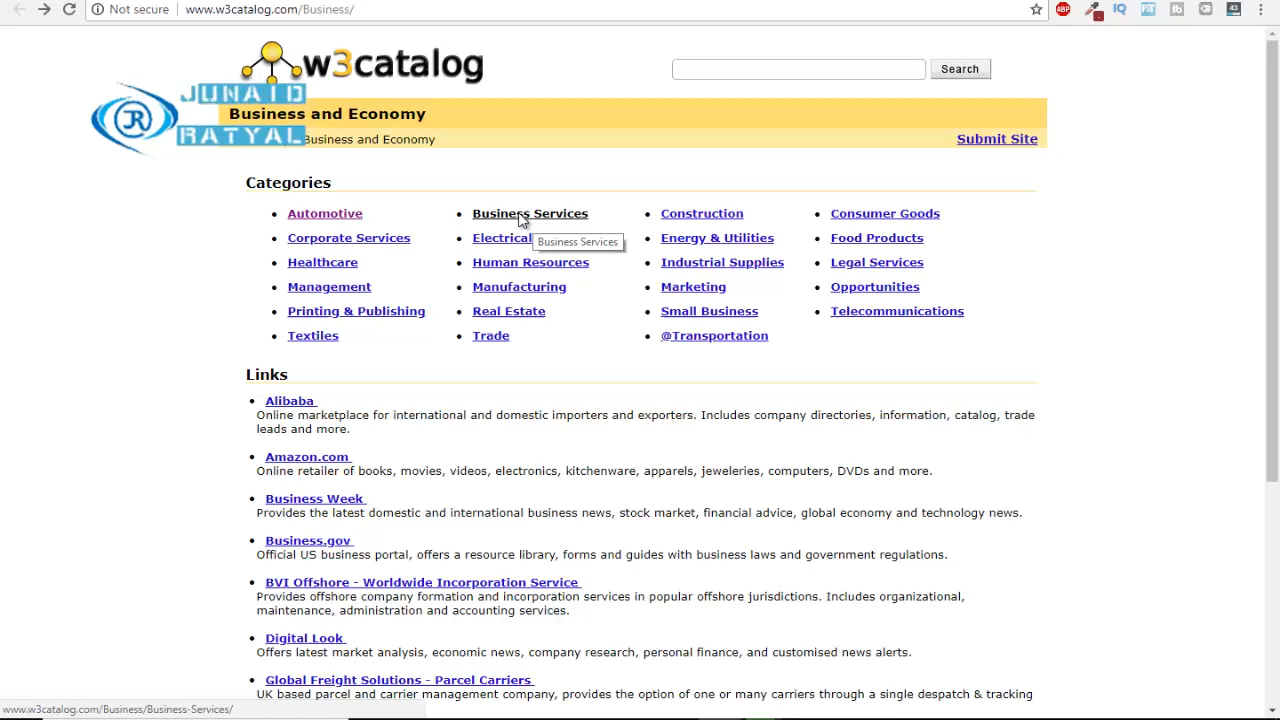 Not secure www.w3catalog.com/Business/
w3catalog
Search
JUNAID
RATYAL
Business and Economy
Business and Economy
Submit Site
Categories
Automotive Business Services Construction Consumer Goods
Corporate Services Electrical Energy & Utilities Food Products
Business Services
Healthcare Human Resources Industrial Supplies Legal Services
Management Manufacturing Marketing Opportunities
Printing & Publishing Real Estate Small Business Telecommunications
Textiles Trade @Transportation
Links
Alibaba
Online marketplace for international and domestic importers and exporters. Includes company directories, information, catalog, trade
leads and more.
Amazon.com
Online retailer of books, movies, videos, electronics, kitchenware, apparels, jeweleries, computers, DVDs and more.
Business Week
Provides the latest domestic and international business news, stock market, financial advice, global economy and technology news.
Business.gov
Official US business portal, offers a resource library, forms and guides with business laws and government regulations.
BVI Offshore - Worldwide Incorporation Service
Provides offshore company formation and incorporation services in popular offshore jurisdictions. Includes organizational,
maintenance, administration and accounting services.
Digital Look
Offers latest market analysis, economic news, company research, personal finance, and customised news alerts.
Global Freight Solutions - Parcel Carriers
UK based parcel and carrier management company, provides the option of one or many carriers through a single despatch & tracking
www.w3catalog.com/Business/Business-Services/